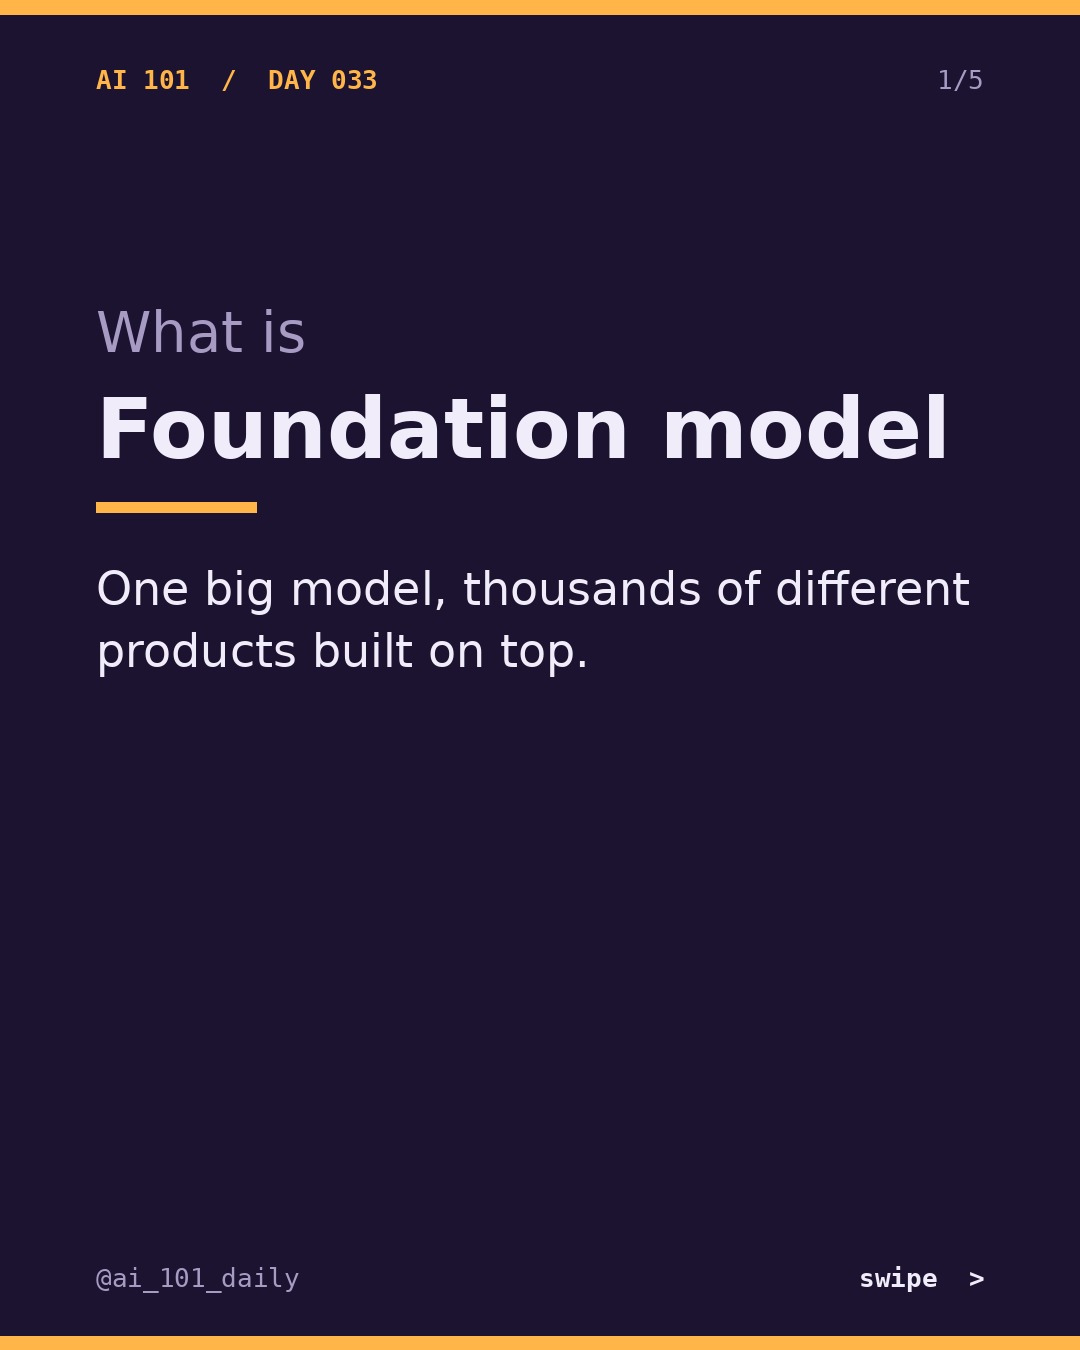 AI 101 / DAY 033
1/5
What is
Foundation model
One big model, thousands of different
products built on top.
@ai_101_daily
swipe >